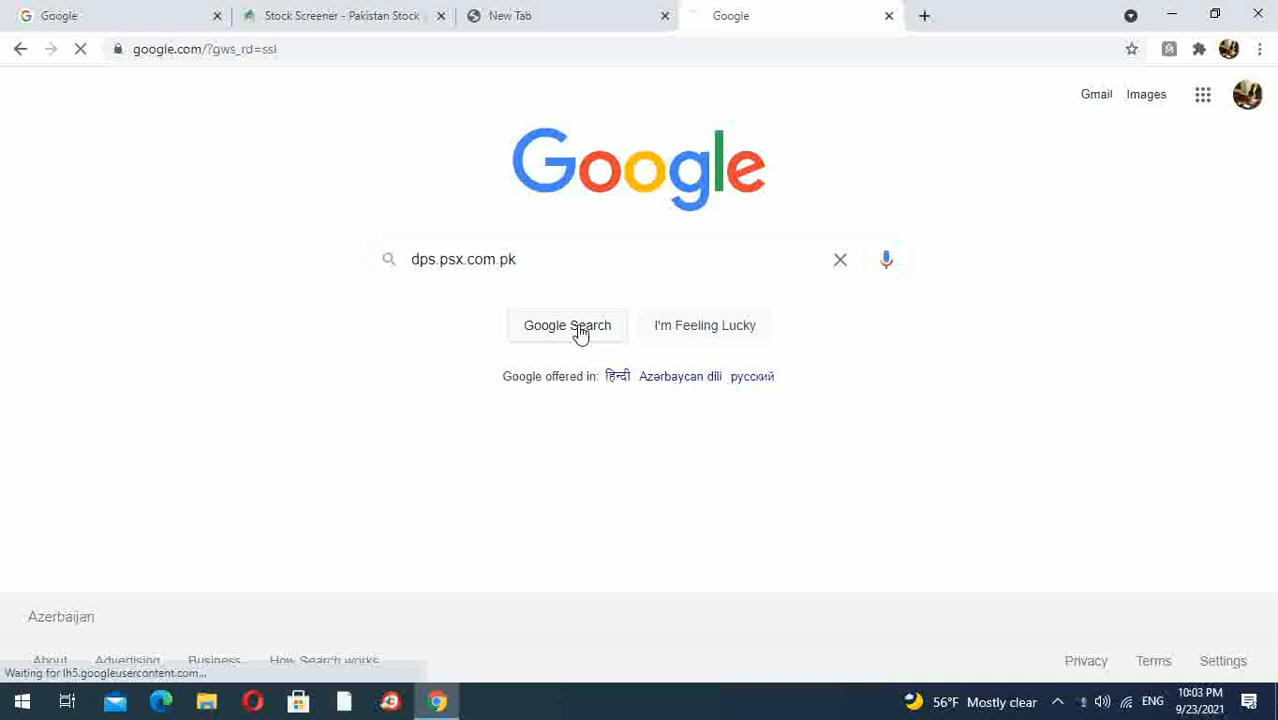 Google
Stock Screener - Pakistan Stock
New Tab
Google
google.com/?gws_rd=ssl
Gmail Images
Google
dps.psx.com.pk
Google Search I'm Feeling Lucky
Google offered in: हिन्दी Azərbaycan dili русский
Azerbaijan
About Advertising Business How Search works
Privacy Terms Settings
Waiting for lh5.googleusercontent.com...
56°F Mostly clear
ENG
10:03 PM
9/23/2021